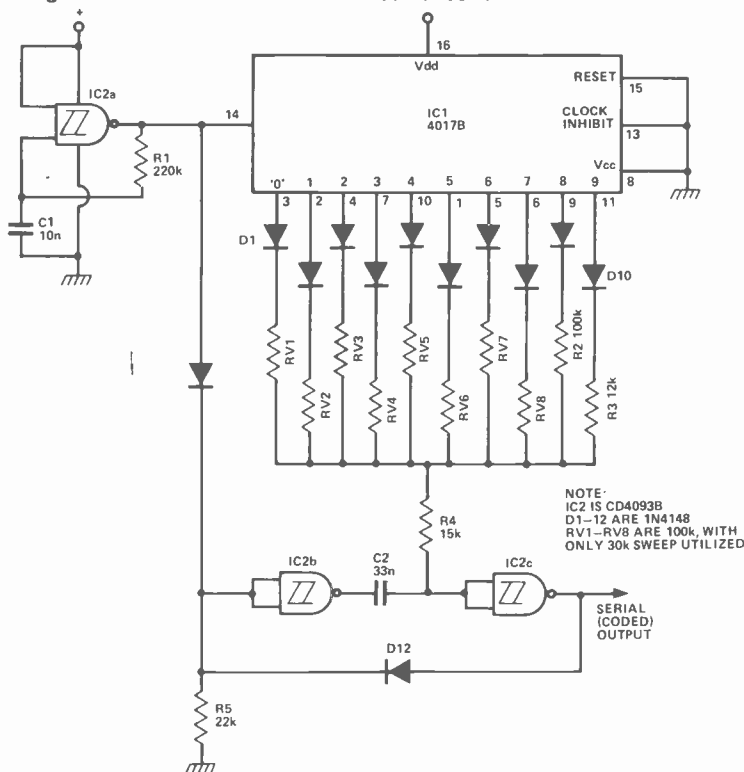 +
16
Vdd
IC2a
RESET
15
14
IC1
4017B
CLOCK
INHIBIT
13
R1
220k
Vcc
8
C1
10n
'0' 1 2 3 4 5 6 7 8 9
3 2 4 7 10 1 5 6 9 11
D1
D10
RV1
RV2
RV3
RV4
RV5
RV6
RV7
RV8
R2 100k
R3 12k
R4
15k
NOTE:
IC2 IS CD4093B
D1-12 ARE 1N4148
RV1-RV8 ARE 100k, WITH
ONLY 30k SWEEP UTILIZED
IC2b
C2
33n
IC2c
SERIAL
(CODED)
OUTPUT
D12
R5
22k